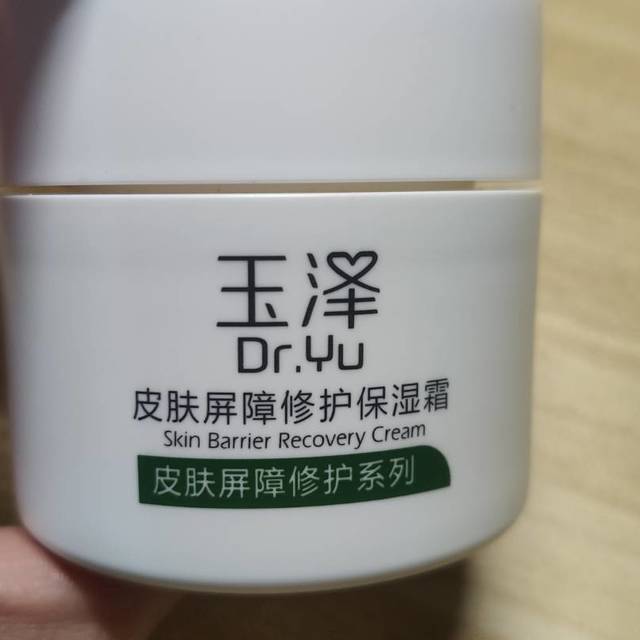 玉泽
Dr.Yu
皮肤屏障修护保湿霜
Skin Barrier Recovery Cream
皮肤屏障修护系列